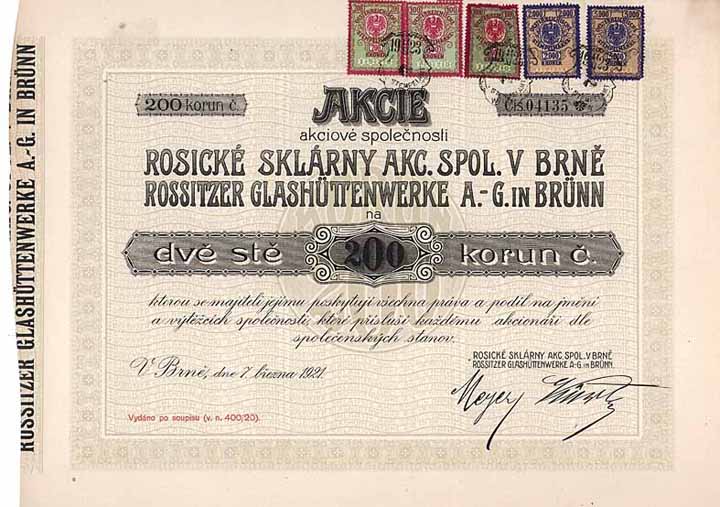 200 korun č.
AKCIE
Čís. 04135
akciové společnosti
ROSICKÉ SKLÁRNY AKC. SPOL. V BRNĚ
ROSSITZER GLASHÜTTENWERKE A.-G. IN BRÜNN
na
dvě stě 200 korun č.
kterou se majiteli jejímu poskytují všechna práva a podíl na jmění
a výtěžcích společnosti, které přísluší každému akcionáři dle
společenských stanov.
V Brně, dne 7. března 1921.
ROSICKÉ SKLÁRNY AKC. SPOL. V BRNĚ
ROSSITZER GLASHÜTTENWERKE A.-G. IN BRÜNN.
Meyer
Vydáno po soupisu (v. n. 400/20).
ROSSITZER GLASHÜTTENWERKE A.-G. IN BRÜNN